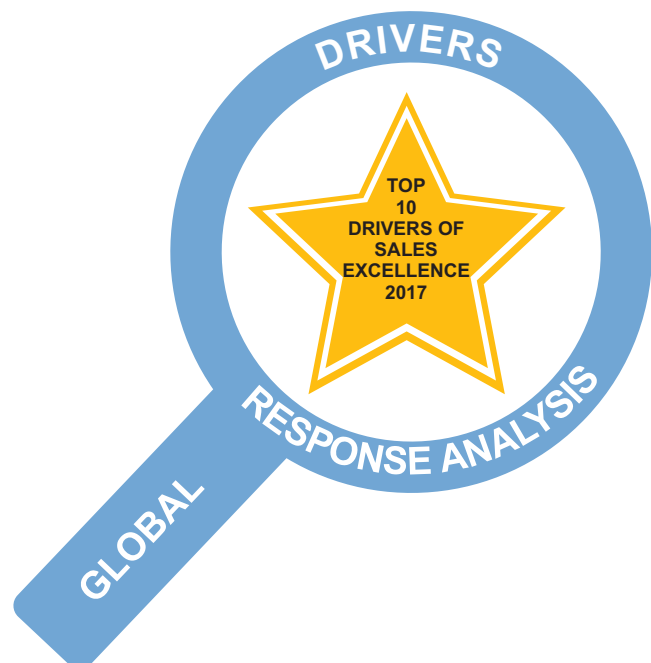 DRIVERS
TOP
10
DRIVERS OF
SALES
EXCELLENCE
2017
RESPONSE ANALYSIS
GLOBAL